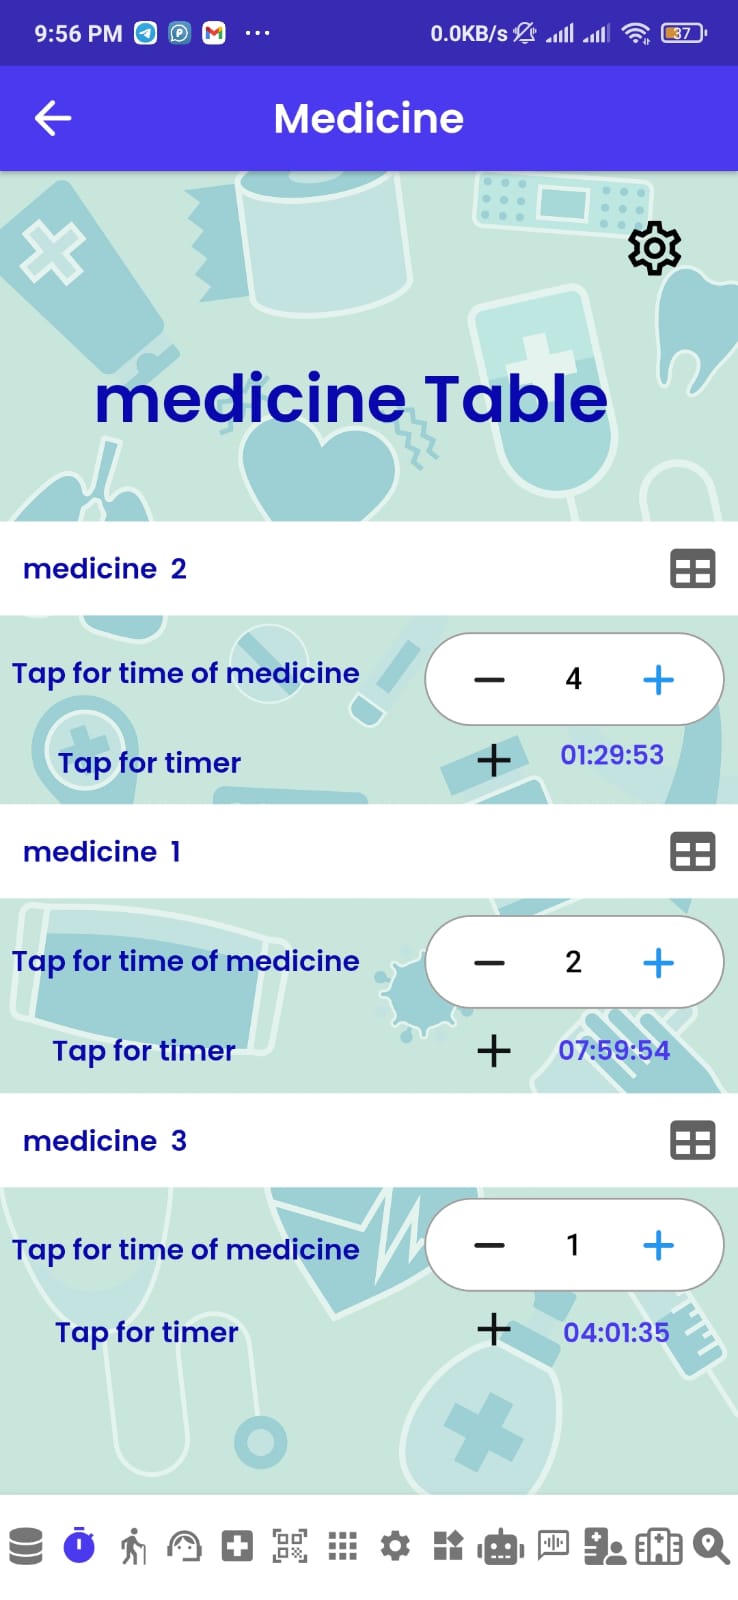 9:56 PM 0.0KB/s 37
Medicine
medicine Table
medicine 2
Tap for time of medicine 4
Tap for timer 01:29:53
medicine 1
Tap for time of medicine 2
Tap for timer 07:59:54
medicine 3
Tap for time of medicine 1
Tap for timer 04:01:35